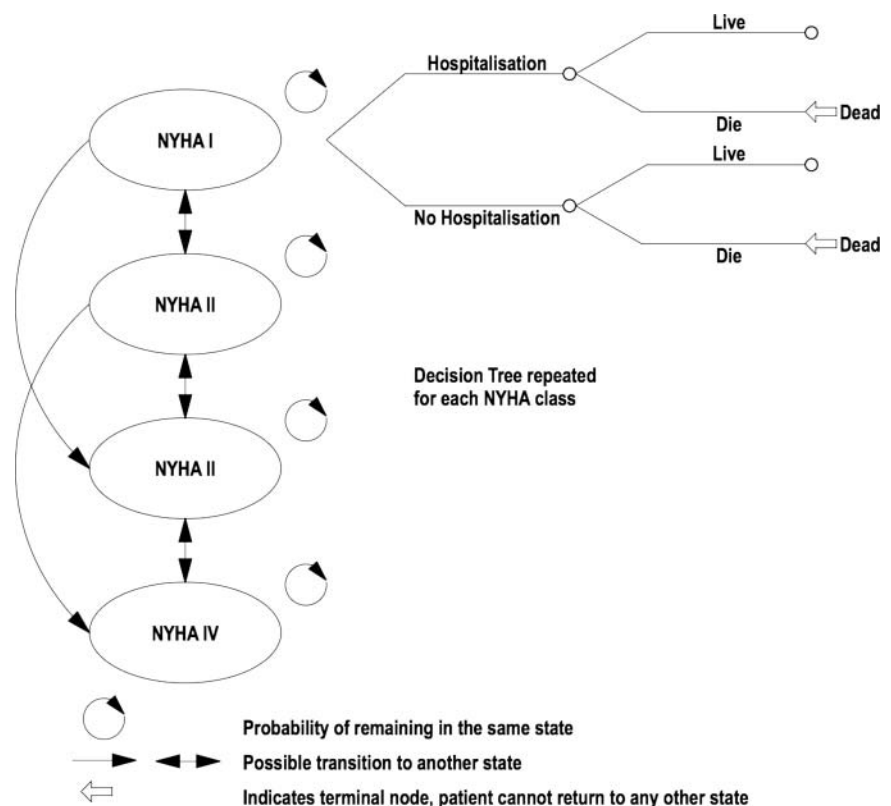 Live
Hospitalisation
Die
Dead
NYHA I
Live
No Hospitalisation
Die
Dead
NYHA II
Decision Tree repeated
for each NYHA class
NYHA II
NYHA IV
Probability of remaining in the same state
Possible transition to another state
Indicates terminal node, patient cannot return to any other state